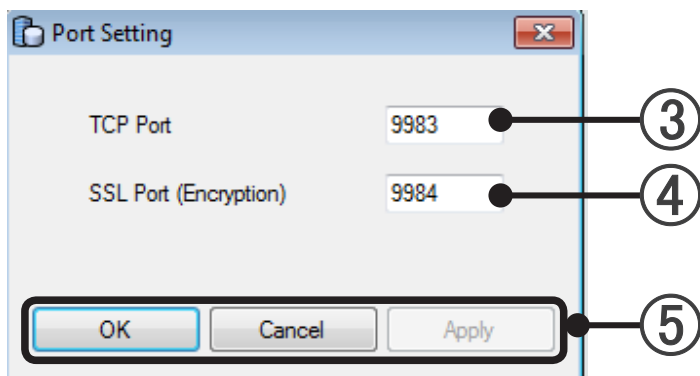 Port Setting
TCP Port 9983 ③
SSL Port (Encryption) 9984 ④
OK Cancel Apply ⑤